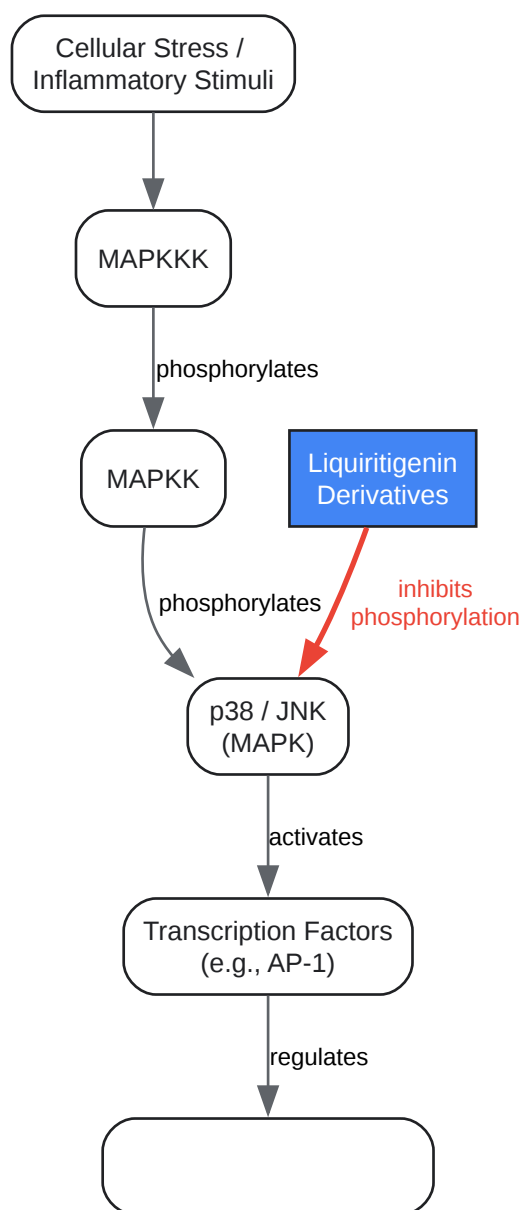 Cellular Stress /
Inflammatory Stimuli
MAPKKK
phosphorylates
MAPKK
Liquiritigenin
Derivatives
phosphorylates
inhibits
phosphorylation
p38 / JNK
(MAPK)
activates
Transcription Factors
(e.g., AP-1)
regulates